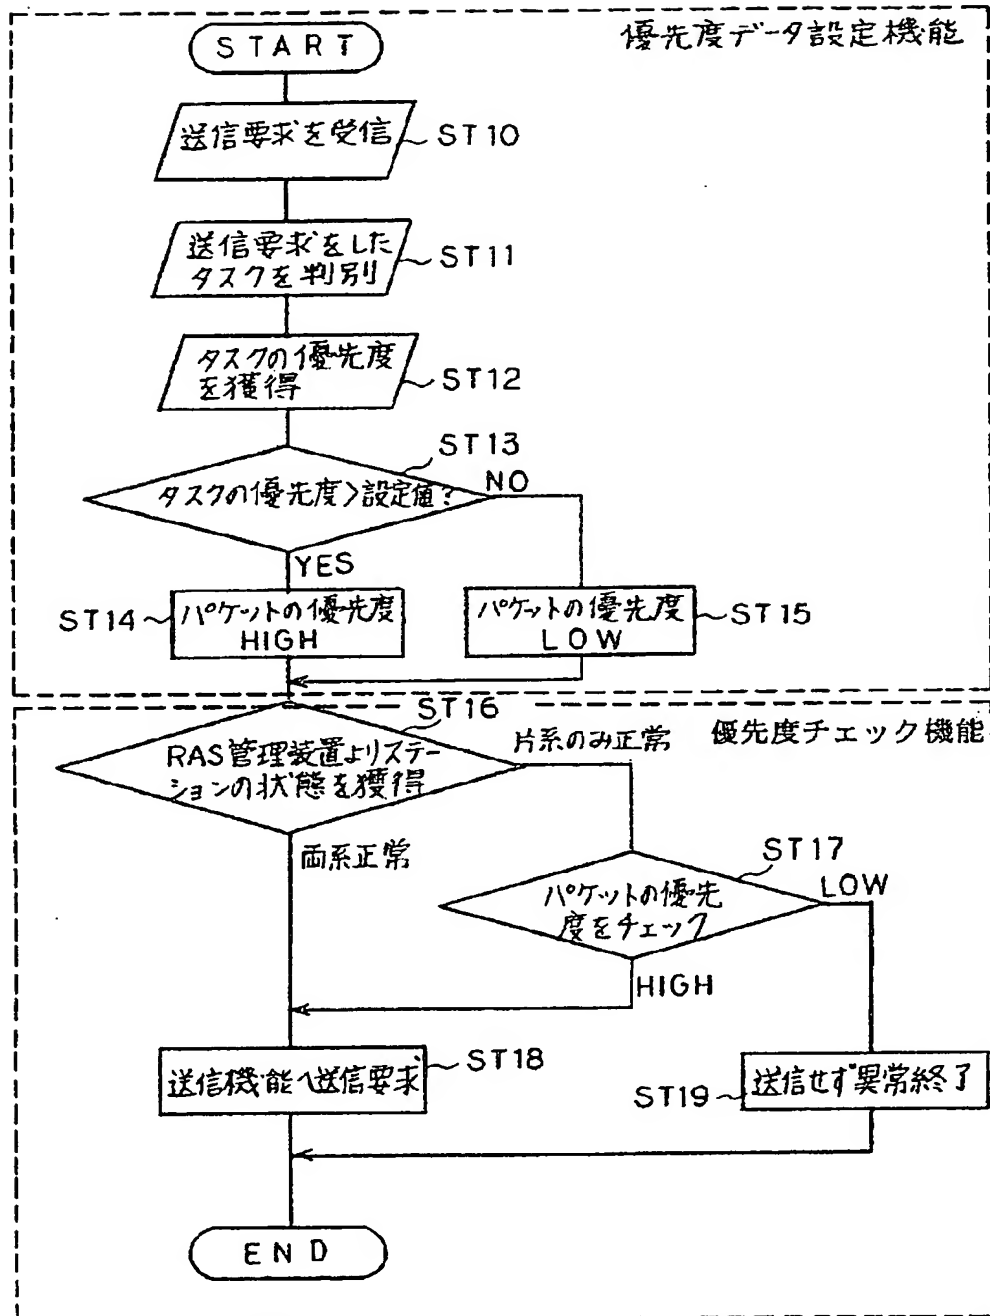 START
優先度データ設定機能
送信要求を受信
ST10
送信要求をした
タスクを判別
ST11
タスクの優先度
を獲得
ST12
ST13
タスクの優先度>設定値?
NO
YES
ST14
パケットの優先度
HIGH
パケットの優先度
LOW
ST15
ST16
優先度チェック機能
RAS管理装置よりステー
ションの状態を獲得
片系のみ正常
両系正常
ST17
パケットの優先
度をチェック
LOW
HIGH
送信機能へ送信要求
ST18
ST19
送信せず異常終了
END